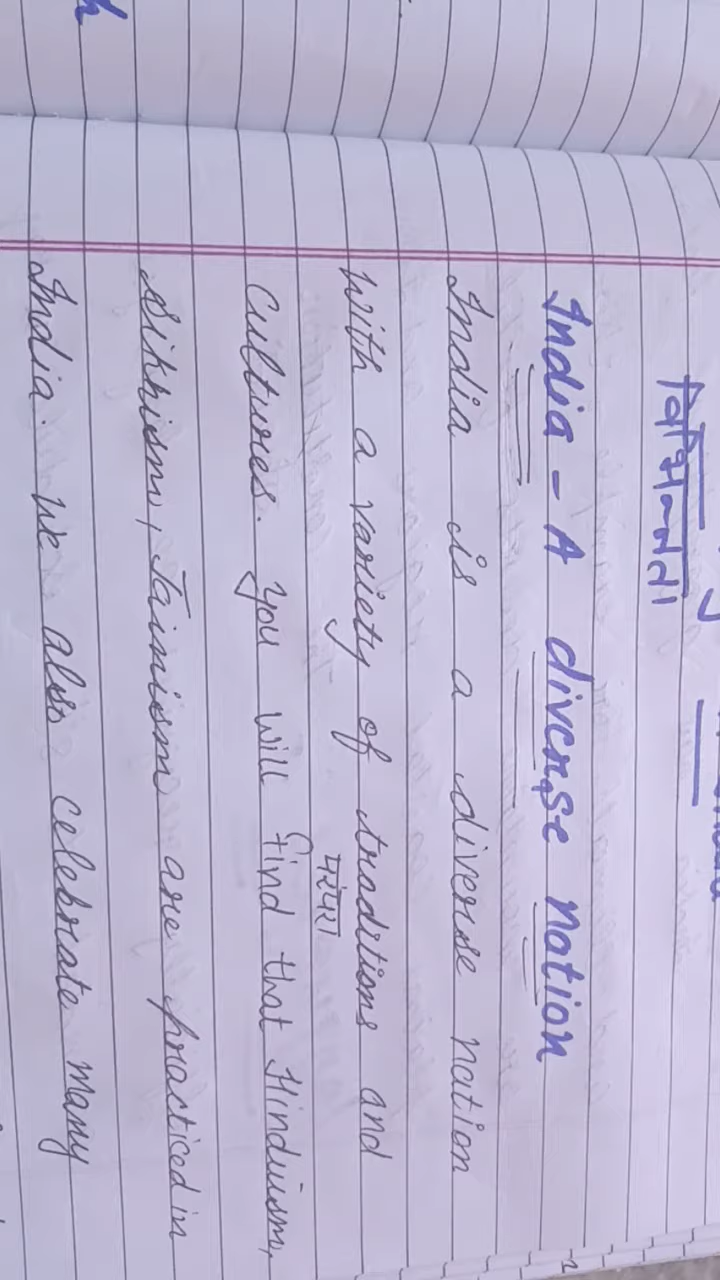 विभिन्नता
India - A diverse nation
India is a diverse nation
with a variety of traditions and
परंपरा
cultures. You will find that Hinduism,
Sikhism, Jainism are practiced in
India. We also celebrate many